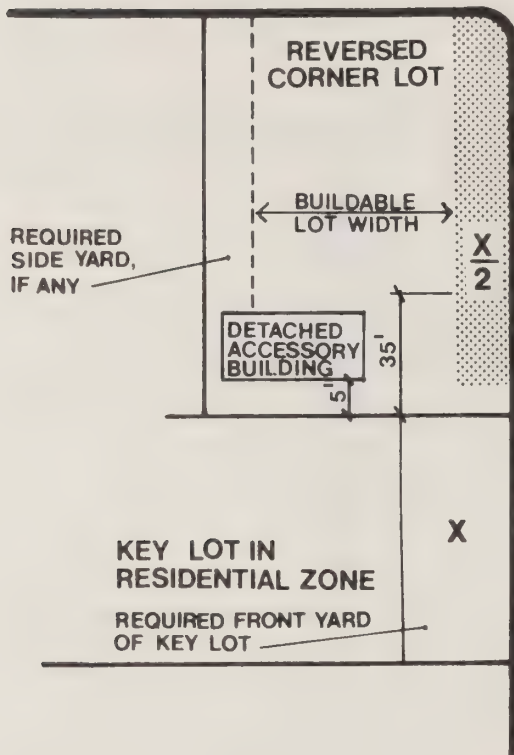 REVERSED
CORNER LOT
BUILDABLE
LOT WIDTH
REQUIRED
SIDE YARD,
IF ANY
X
2
DETACHED
ACCESSORY
BUILDING
35'
5'
X
KEY LOT IN
RESIDENTIAL ZONE
REQUIRED FRONT YARD
OF KEY LOT